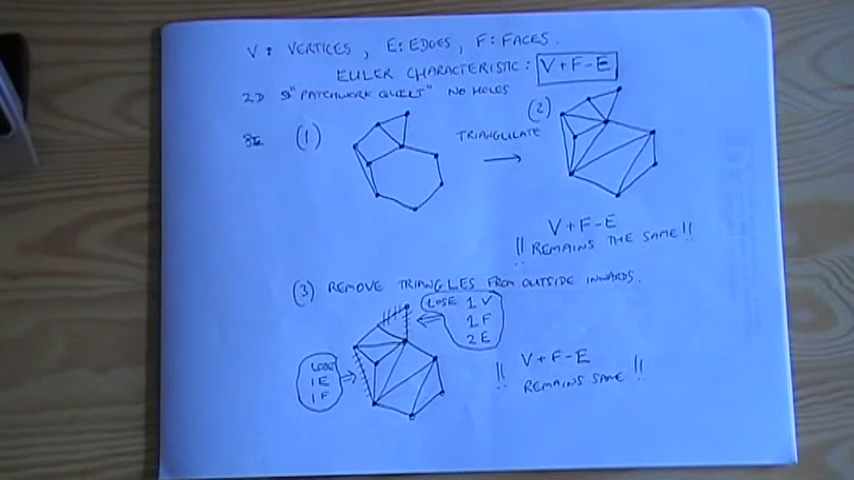 V: VERTICES, E: EDGES, F: FACES.
EULER CHARACTERISTIC: V+F-E
2D "PATCHWORK QUILT" NO HOLES
(1)
TRIANGULATE
(2)
V+F-E
!! REMAINS THE SAME !!
(3) REMOVE TRIANGLES FROM OUTSIDE INWARDS.
LOSE 1 V
1 F
2 E
LOSE
1 E
1 F
V+F-E
!! REMAINS SAME !!